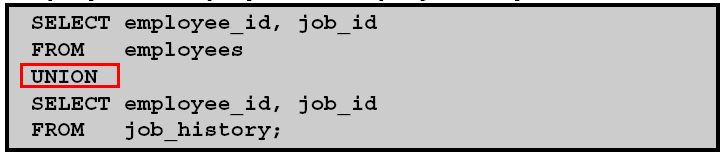 SELECT employee_id, job_id
FROM employees
UNION
SELECT employee_id, job_id
FROM job_history;